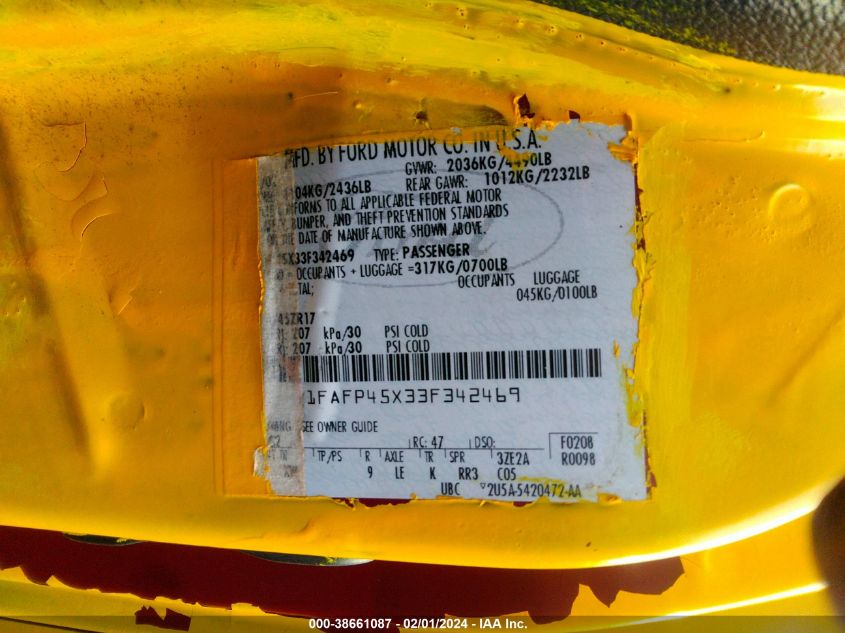 MFD. BY FORD MOTOR CO. IN U.S.A.
GVWR: 2036KG/4490LB
04KG/2436LB REAR GAWR: 1012KG/2232LB
FORMS TO ALL APPLICABLE FEDERAL MOTOR
BUMPER, AND THEFT PREVENTION STANDARDS
THE DATE OF MANUFACTURE SHOWN ABOVE.
5X33F342469 TYPE: PASSENGER
= OCCUPANTS + LUGGAGE =317KG/0700LB
TAL; OCCUPANTS LUGGAGE
045KG/0100LB
45ZR17
207 kPa/30 PSI COLD
207 kPa/30 PSI COLD
1FAFP45X33F342469
SEE OWNER GUIDE
RC: 47 DSO: F0208
TP/PS R AXLE TR SPR 3ZE2A R0098
9 LE K RR3 C05
UBC 2U5A-5420472-AA
000-38661087 - 02/01/2024 - IAA Inc.